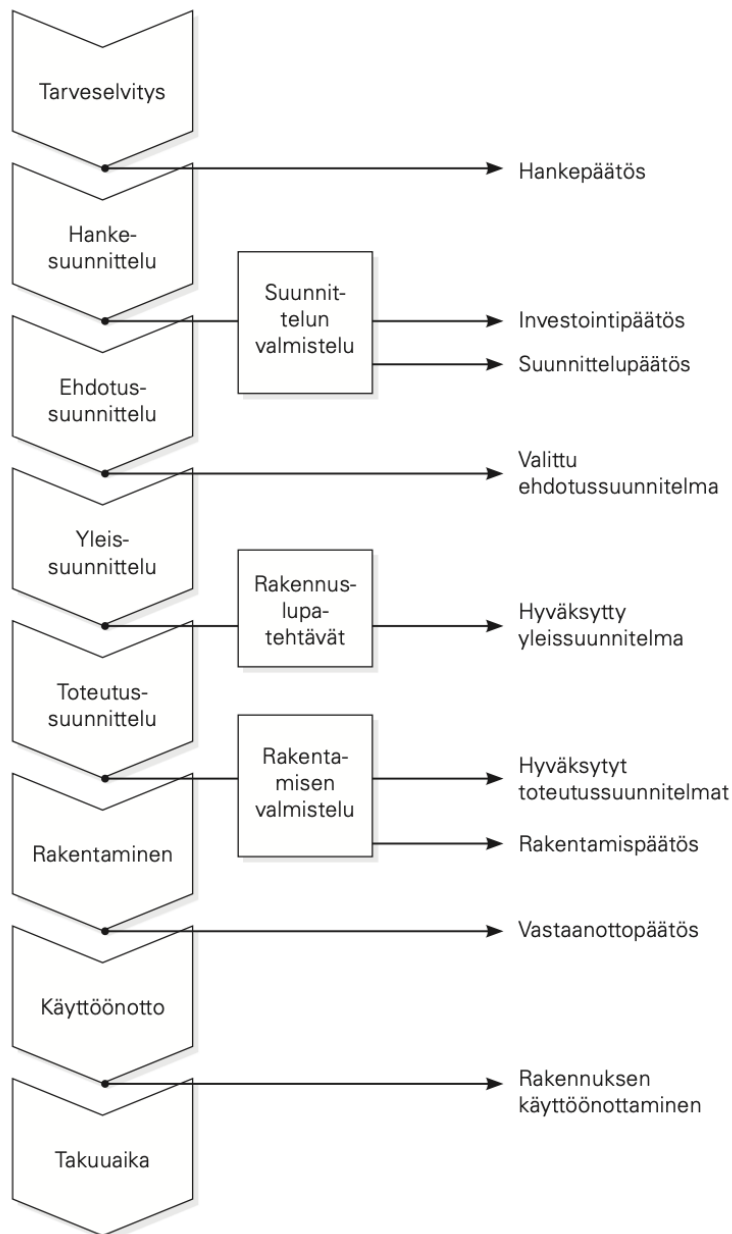 Tarveselvitys
Hankepäätös
Hanke-
suunnittelu
Suunnit-
telun
valmistelu
Investointipäätös
Suunnittelupäätös
Ehdotus-
suunnittelu
Valittu
ehdotussuunnitelma
Yleis-
suunnittelu
Rakennus-
lupa-
tehtävät
Hyväksytty
yleissuunnitelma
Toteutus-
suunnittelu
Rakenta-
misen
valmistelu
Hyväksytyt
toteutussuunnitelmat
Rakentamispäätös
Rakentaminen
Vastaanottopäätös
Käyttöönotto
Rakennuksen
käyttöönottaminen
Takuuaika